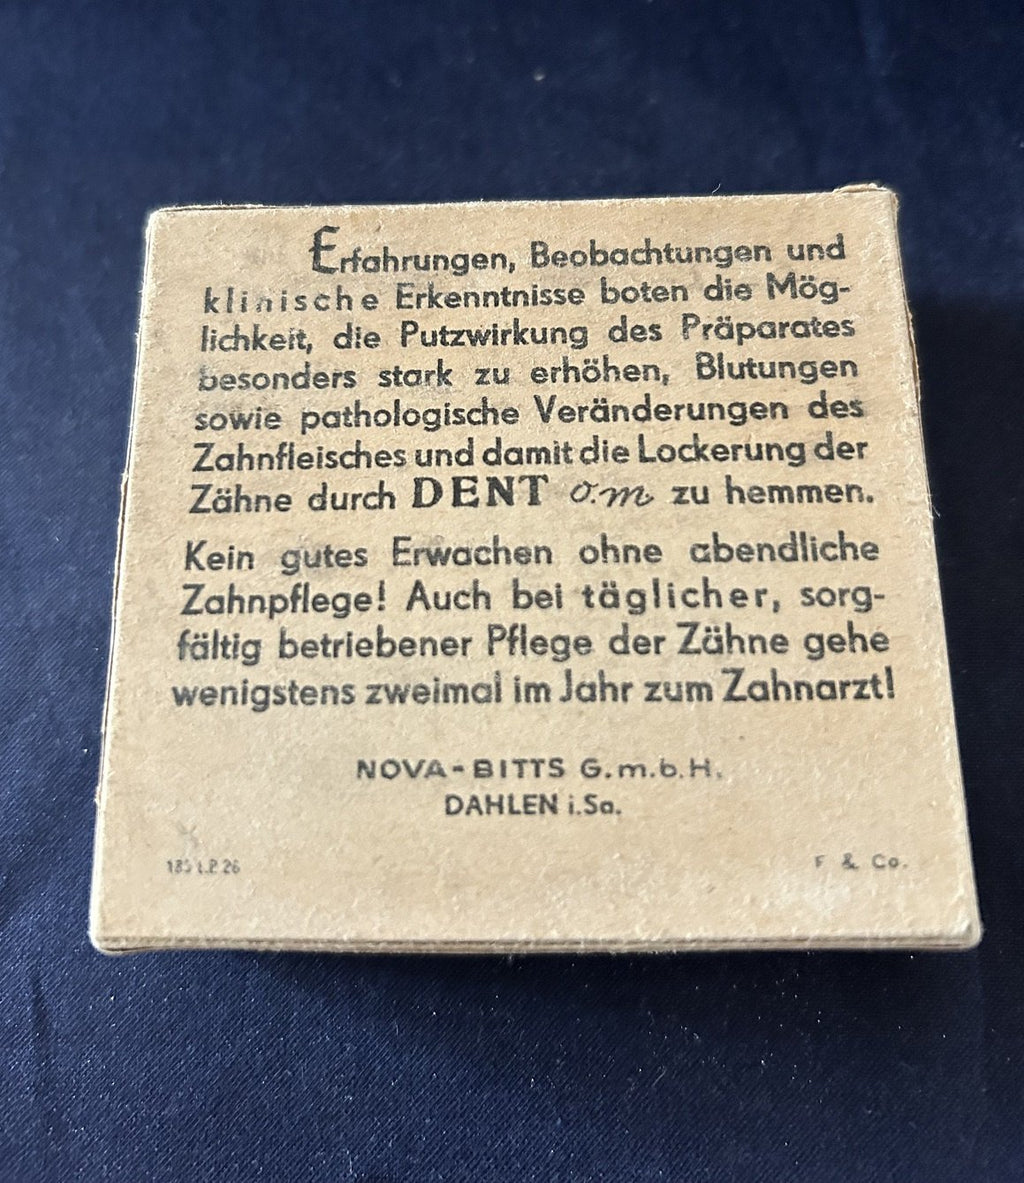 Erfahrungen, Beobachtungen und
klinische Erkenntnisse boten die Mög-
lichkeit, die Putzwirkung des Präparates
besonders stark zu erhöhen, Blutungen
sowie pathologische Veränderungen des
Zahnfleisches und damit die Lockerung der
Zähne durch DENT o.m zu hemmen.
Kein gutes Erwachen ohne abendliche
Zahnpflege! Auch bei täglicher, sorg-
fältig betriebener Pflege der Zähne gehe
wenigstens zweimal im Jahr zum Zahnarzt!
NOVA-BITTS G.m.b.H.
DAHLEN i.Sa.
26
F & Co.